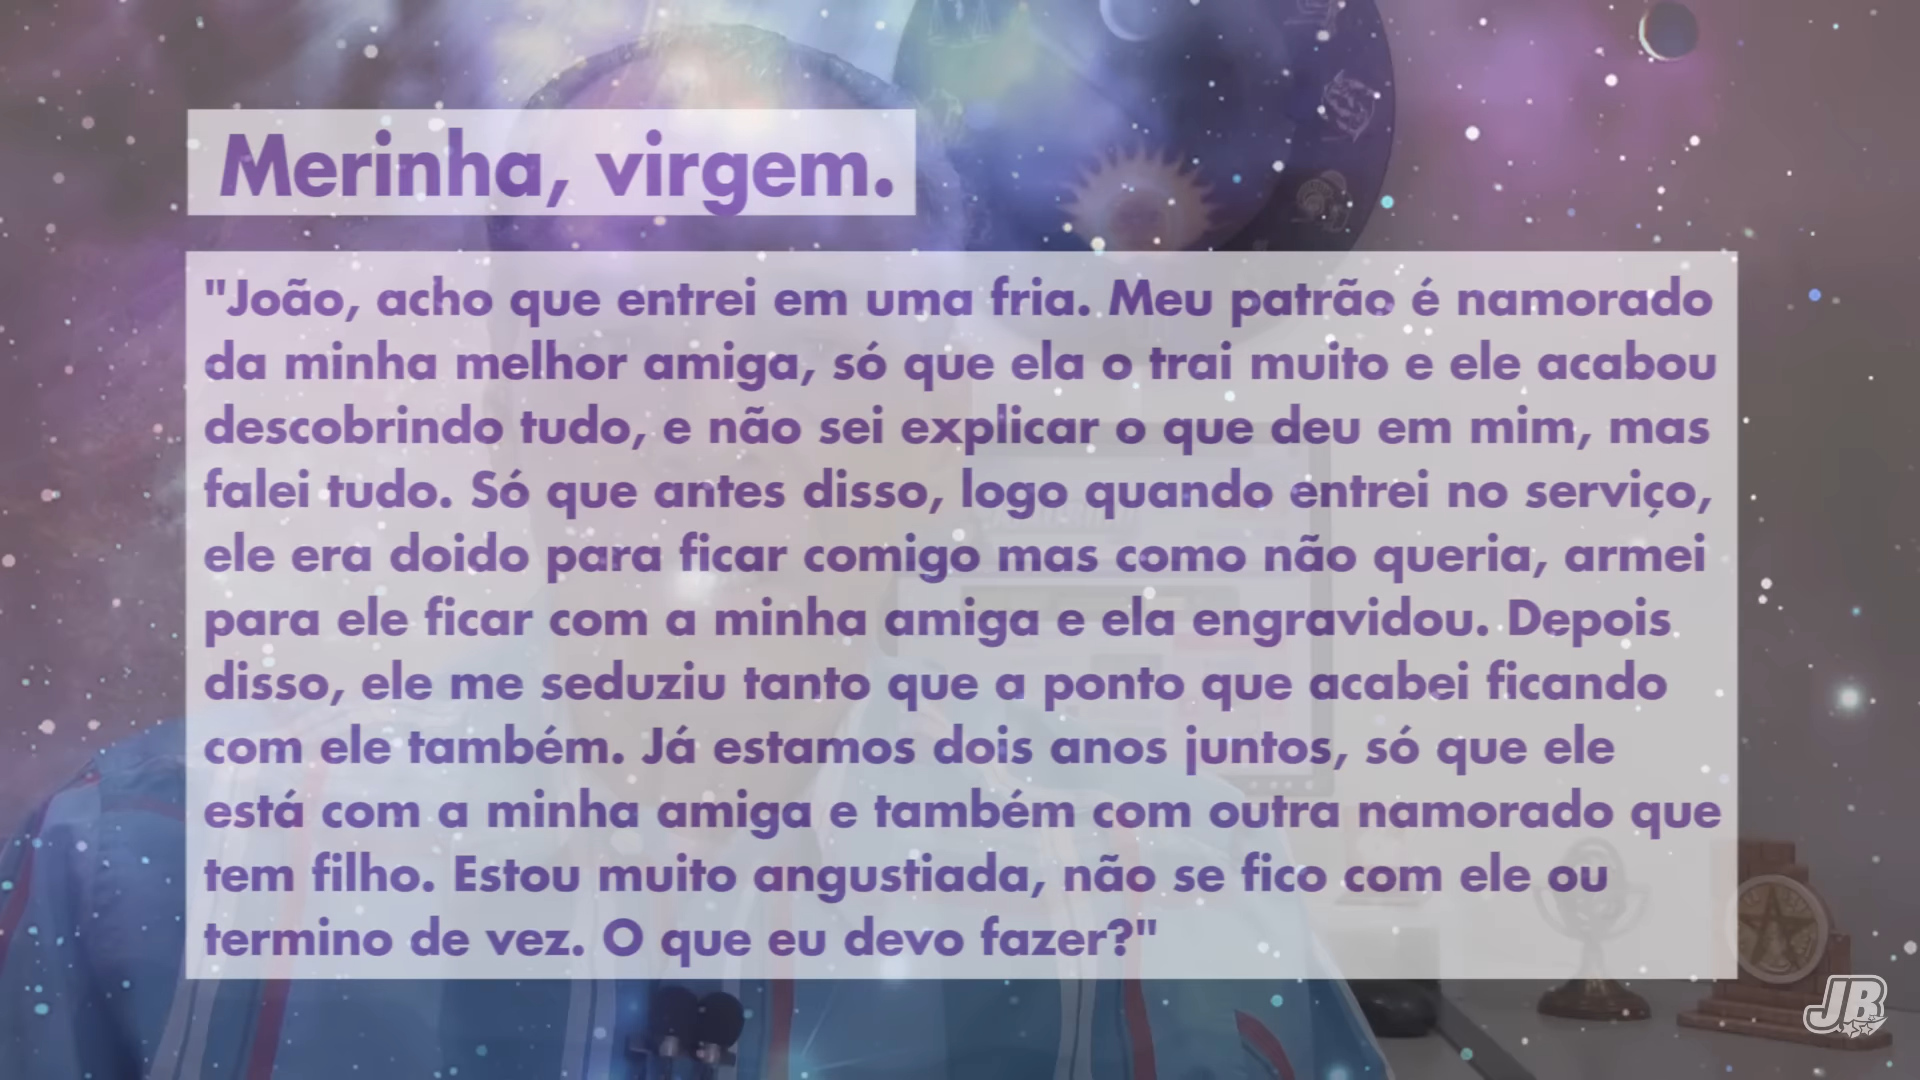 Merinha, virgem.
"João, acho que entrei em uma fria. Meu patrão é namorado
da minha melhor amiga, só que ela o trai muito e ele acabou
descobrindo tudo, e não sei explicar o que deu em mim, mas
falei tudo. Só que antes disso, logo quando entrei no serviço,
ele era doido para ficar comigo mas como não queria, armei
para ele ficar com a minha amiga e ela engravidou. Depois
disso, ele me seduziu tanto que a ponto que acabei ficando
com ele também. Já estamos dois anos juntos, só que ele
está com a minha amiga e também com outra namorado que
tem filho. Estou muito angustiada, não se fico com ele ou
termino de vez. O que eu devo fazer?"
JB